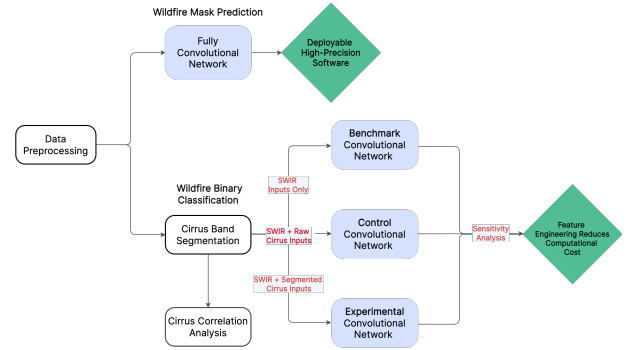 Wildfire Mask Prediction
Fully
Convolutional
Network
Deployable
High-Precision
Software
Data
Preprocessing
Wildfire Binary
Classification
Cirrus Band
Segmentation
Cirrus Correlation
Analysis
SWIR
Inputs Only
SWIR + Raw
Cirrus Inputs
SWIR + Segmented
Cirrus Inputs
Benchmark
Convolutional
Network
Control
Convolutional
Network
Experimental
Convolutional
Network
Sensitivity
Analysis
Feature
Engineering Reduces
Computational
Cost